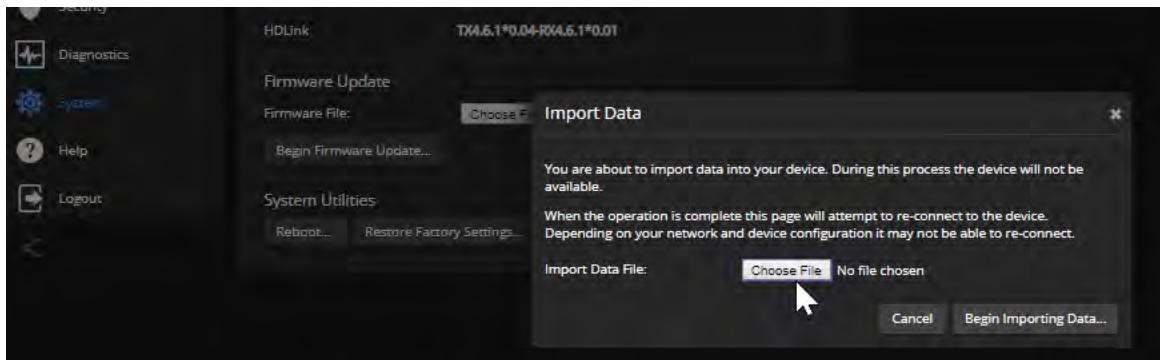 Security
HDLink TX4.6.1*0.04-RX4.6.1*0.01
Diagnostics
Firmware Update
System
Firmware File: Choose F
Import Data
Help
Begin Firmware Update...
You are about to import data into your device. During this process the device will not be
available.
Logout
System Utilities
When the operation is complete this page will attempt to re-connect to the device.
Reboot... Restore Factory Settings...
Depending on your network and device configuration it may not be able to re-connect.
Import Data File: Choose File No file chosen
Cancel Begin Importing Data...